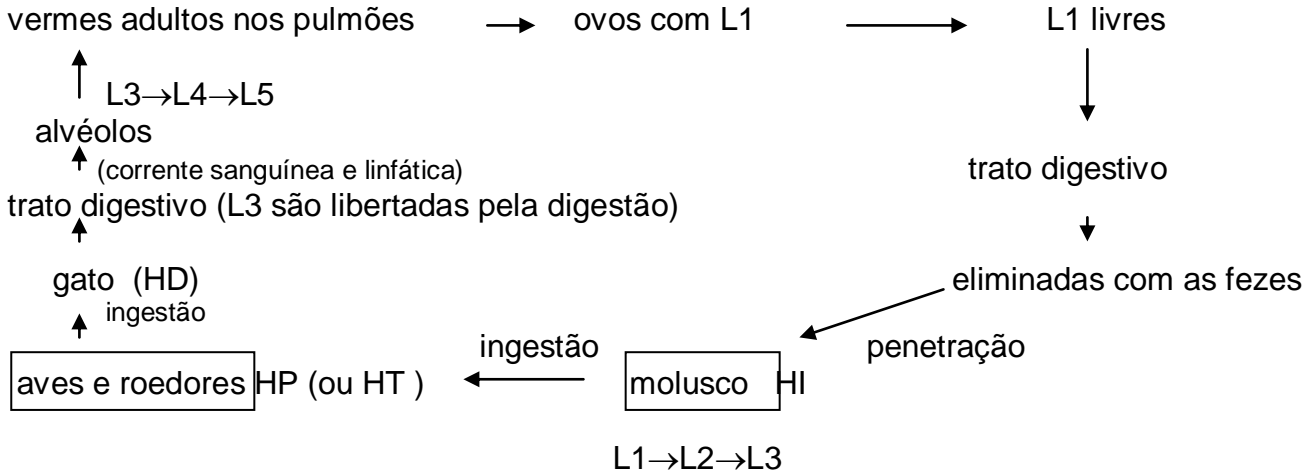 vermes adultos nos pulmões → ovos com L1 → L1 livres
L3→L4→L5
alvéolos
(corrente sanguínea e linfática)
trato digestivo
trato digestivo (L3 são libertadas pela digestão)
gato (HD)
eliminadas com as fezes
ingestão
ingestão
penetração
aves e roedores HP (ou HT )
molusco HI
L1→L2→L3